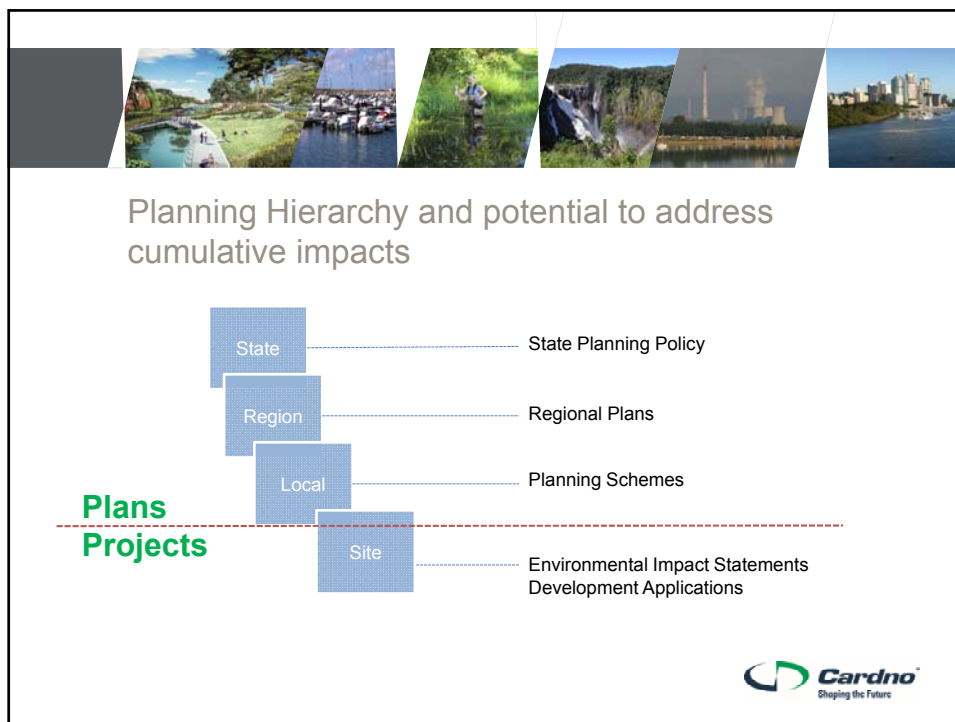 Planning Hierarchy and potential to address
cumulative impacts
State
State Planning Policy
Region
Regional Plans
Local
Planning Schemes
Plans
Projects
Site
Environmental Impact Statements
Development Applications
Cardno
Shaping the Future